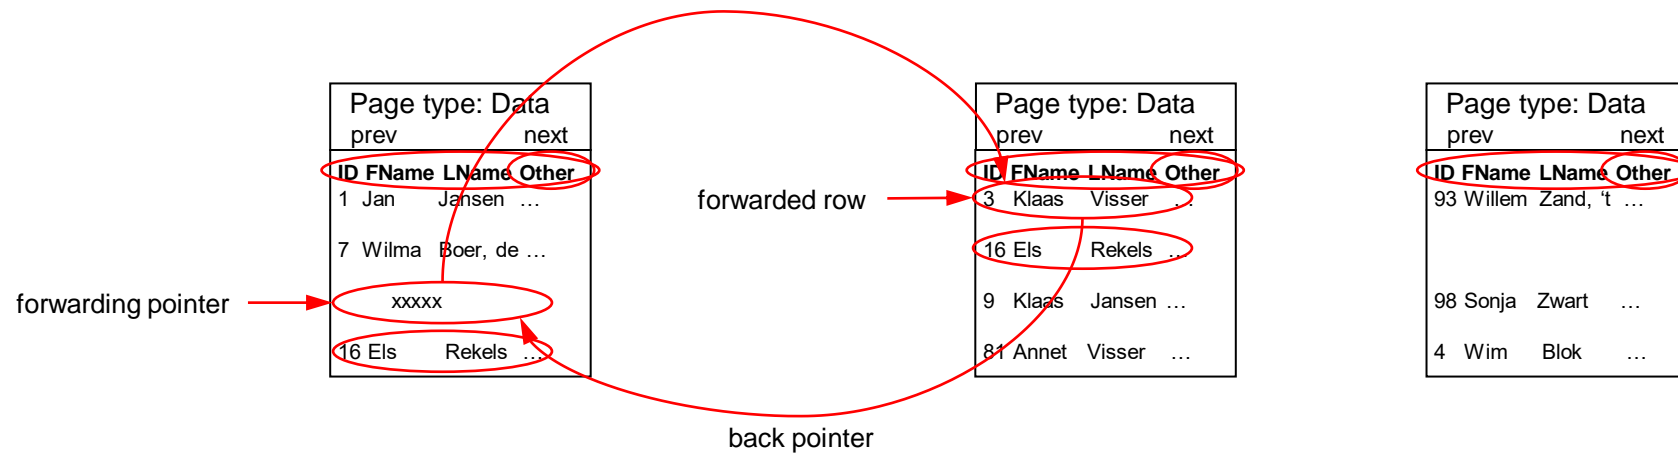 Page type: Data
prev next
ID FName LName Other
1 Jan Jansen …
7 Wilma Boer, de …
xxxxx
16 Els Rekels …
forwarding pointer
forwarded row
back pointer
Page type: Data
prev next
ID FName LName Other
3 Klaas Visser …
16 Els Rekels …
9 Klaas Jansen …
81 Annet Visser …
Page type: Data
prev next
ID FName LName Other
93 Willem Zand, ‘t …
98 Sonja Zwart …
4 Wim Blok …